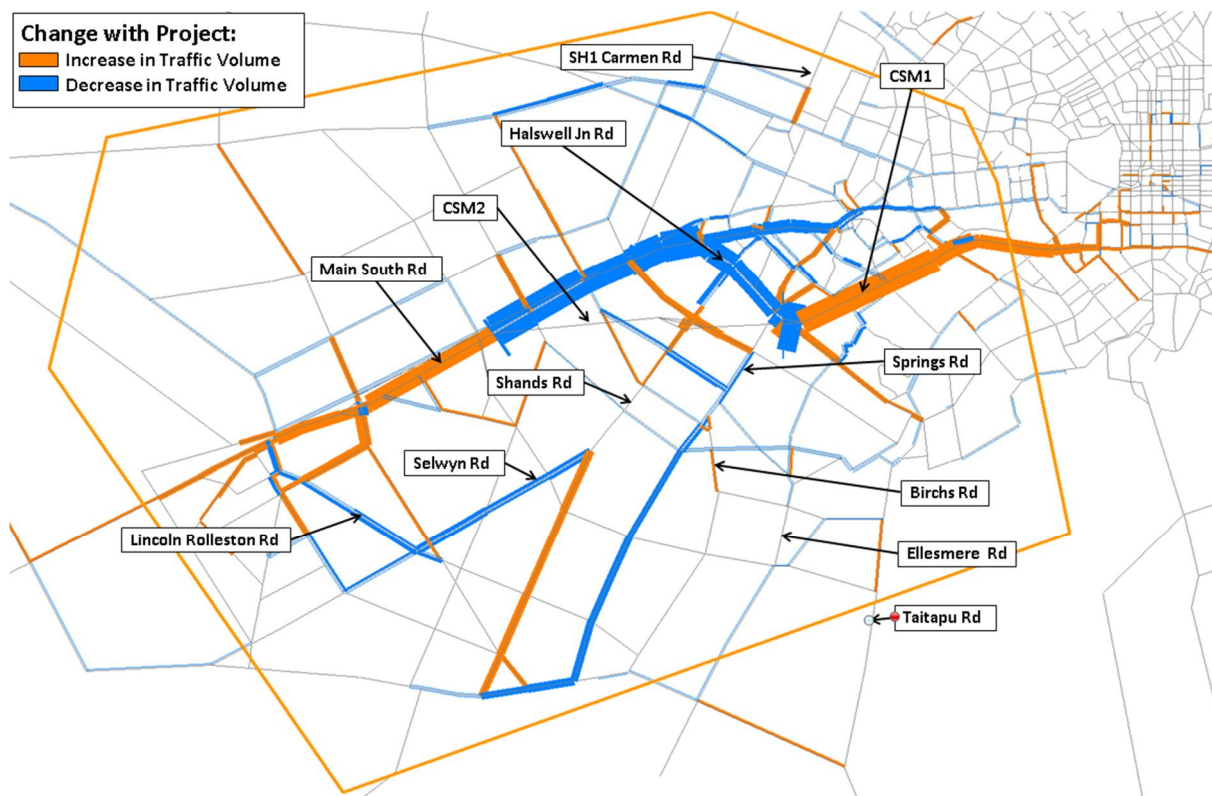 Change with Project:
Increase in Traffic Volume
Decrease in Traffic Volume
SH1 Carmen Rd
CSM1
Halswell Jn Rd
CSM2
Main South Rd
Springs Rd
Shands Rd
Selwyn Rd
Birchs Rd
Lincoln Rolleston Rd
Ellesmere Rd
Taitapu Rd